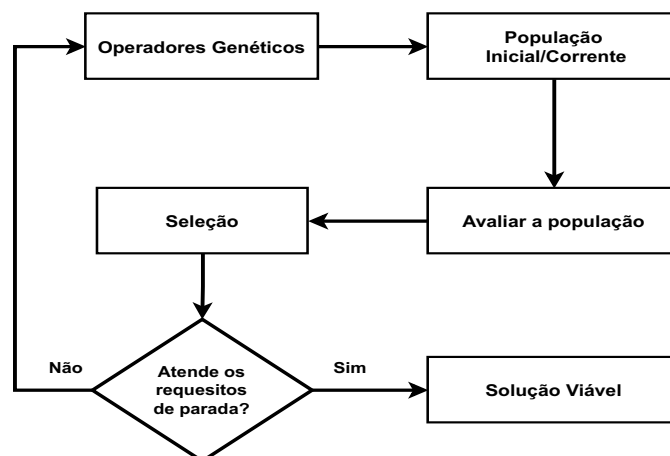 Operadores Genéticos
População
Inicial/Corrente
Seleção
Avaliar a população
Não
Atende os
requesitos
de parada?
Sim
Solução Viável